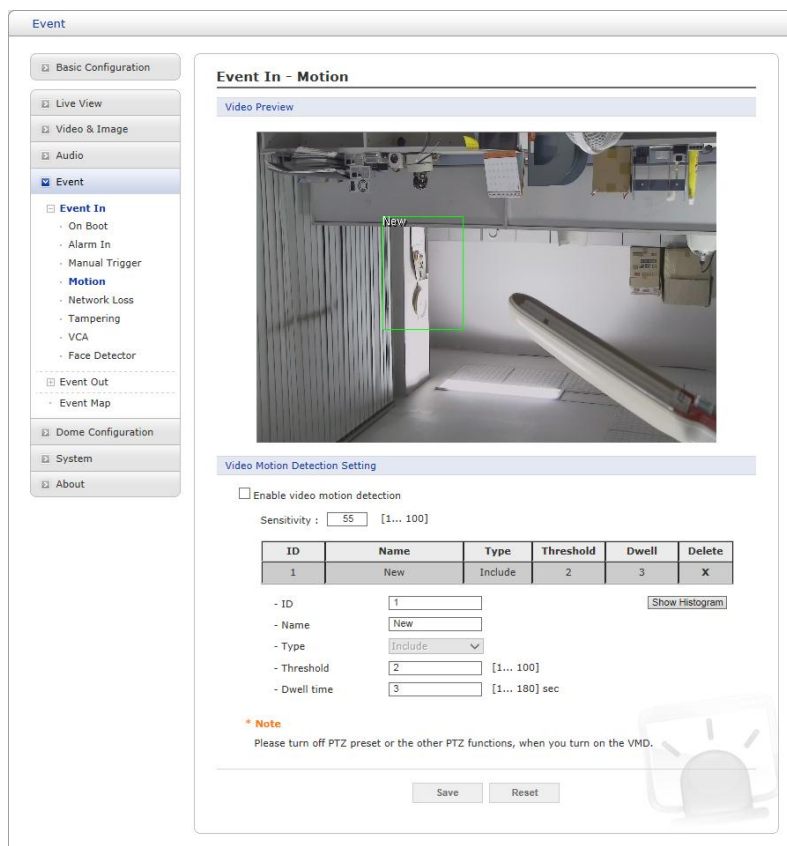 Event
Basic Configuration
Live View
Video & Image
Audio
Event
Event In
On Boot
Alarm In
Manual Trigger
Motion
Network Loss
Tampering
VCA
Face Detector
Event Out
Event Map
Dome Configuration
System
About
Event In - Motion
Video Preview
New
Video Motion Detection Setting
Enable video motion detection
Sensitivity : 55 [1... 100]
ID Name Type Threshold Dwell Delete
1 New Include 2 3 X
- ID 1 Show Histogram
- Name New
- Type Include
- Threshold 2 [1... 100]
- Dwell time 3 [1... 180] sec
* Note
Please turn off PTZ preset or the other PTZ functions, when you turn on the VMD.
Save Reset